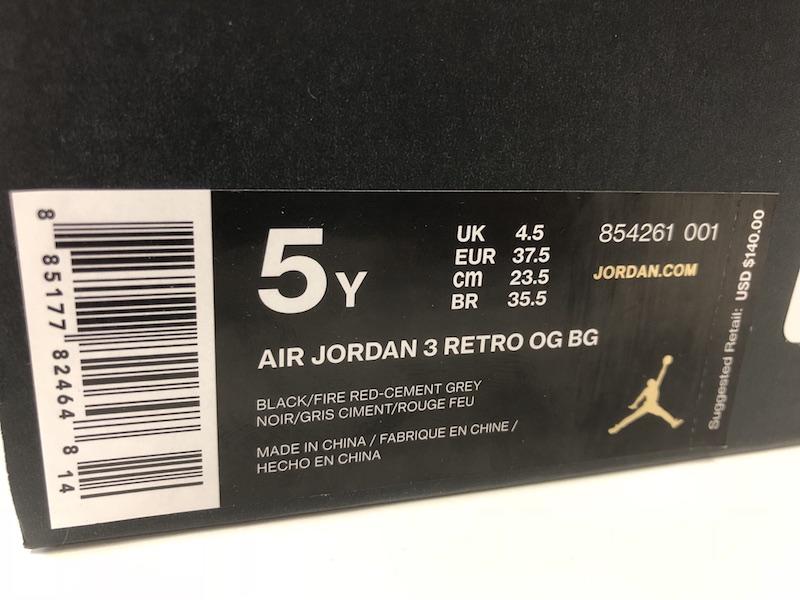 8 85177 82464 8 14
5Y
UK 4.5
EUR 37.5
cm 23.5
BR 35.5
854261 001
JORDAN.COM
Suggested Retail: USD $140.00
AIR JORDAN 3 RETRO OG BG
BLACK/FIRE RED-CEMENT GREY
NOIR/GRIS CIMENT/ROUGE FEU
MADE IN CHINA / FABRIQUE EN CHINE /
HECHO EN CHINA